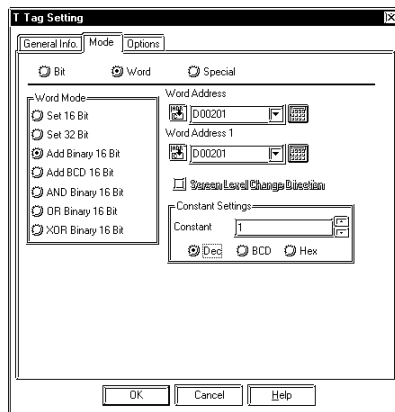 T Tag Setting
General Info. Mode Options
Bit Word Special
Word Mode
Set 16 Bit
Set 32 Bit
Add Binary 16 Bit
Add BCD 16 Bit
AND Binary 16 Bit
OR Binary 16 Bit
XOR Binary 16 Bit
Word Address
D00201
Word Address 1
D00201
Screen Level Change Direction
Constant Settings
Constant 1
Dec BCD Hex
OK Cancel Help